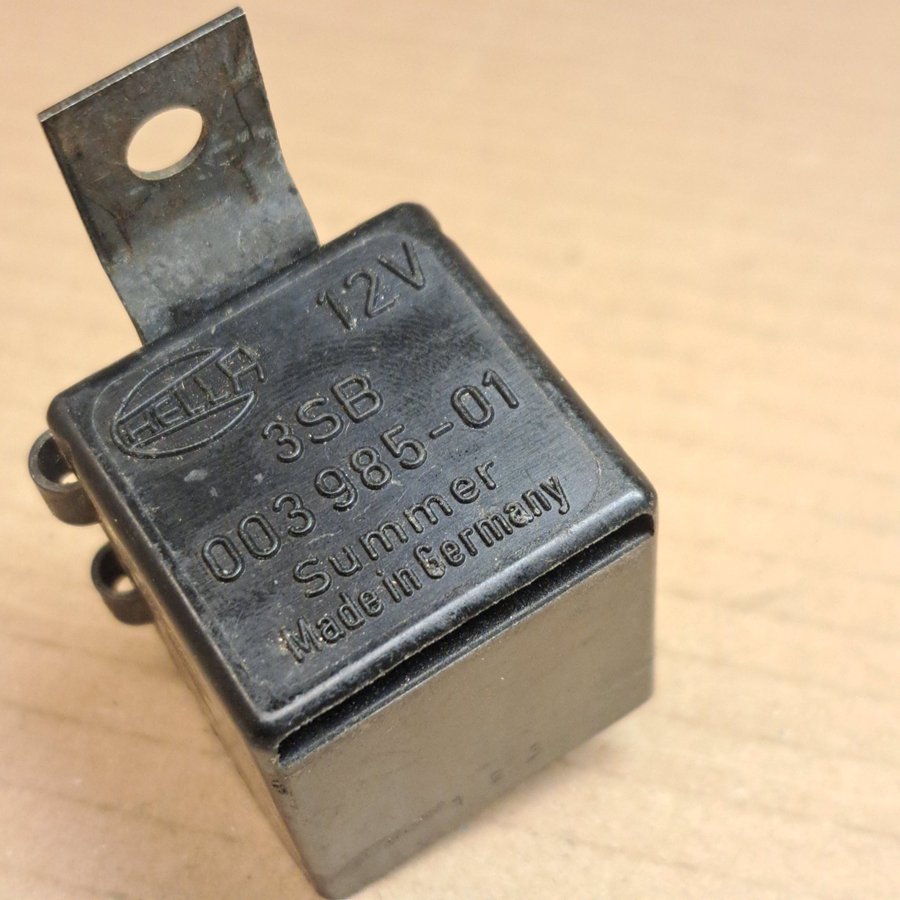 12V
HELLA
3SB
003 985-01
Summer
Made in Germany